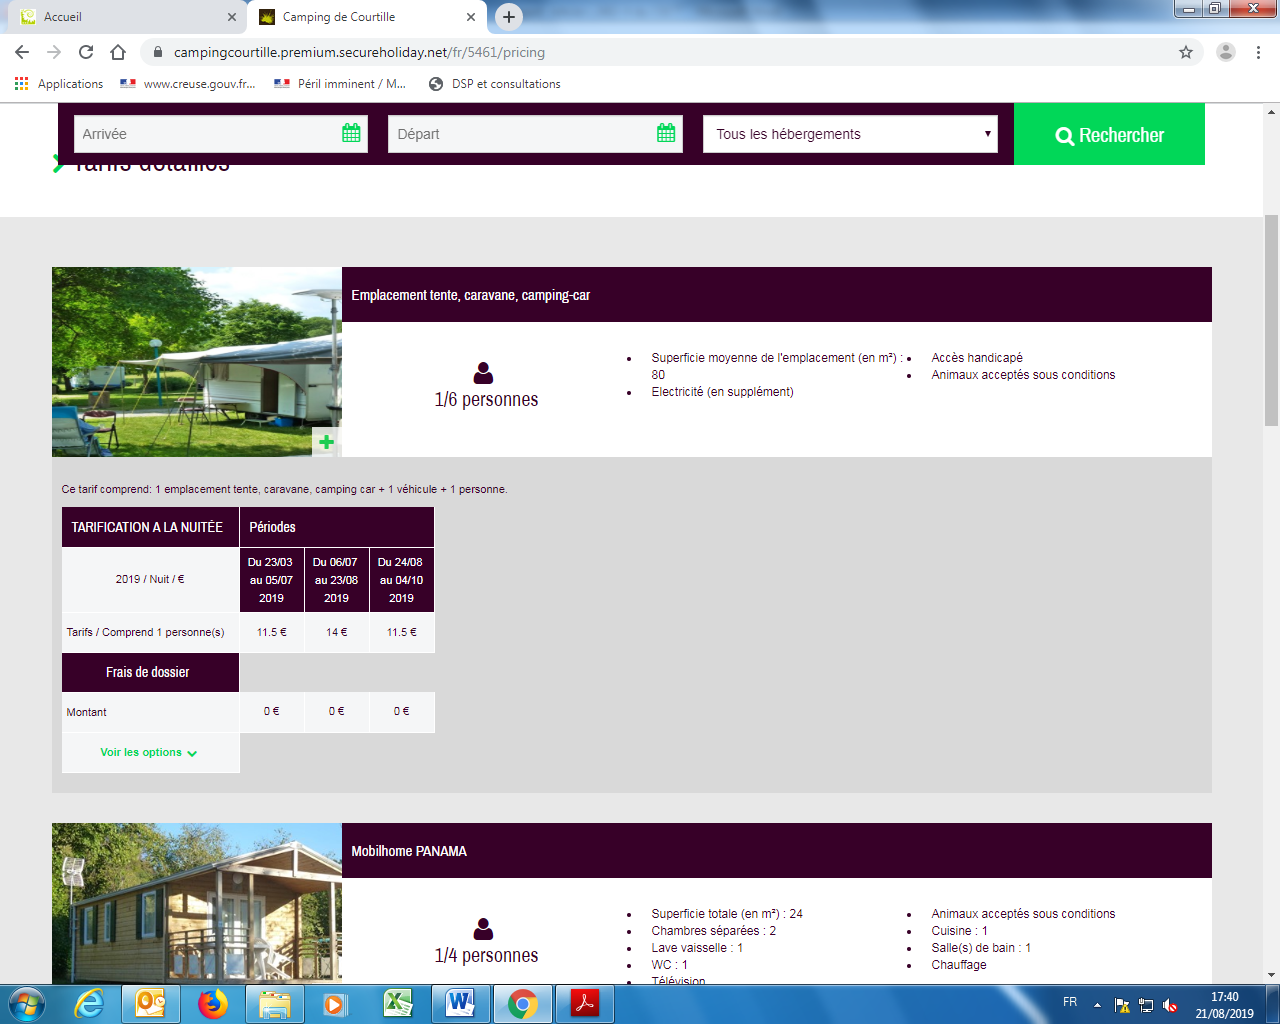 Accueil
Camping de Courtille
campingcourtille.premium.secureholiday.net/fr/5461/pricing
Applications
www.creuse.gouv.fr...
Péril imminent / M...
DSP et consultations
Arrivée
Départ
Tous les hébergements
Rechercher
Tarifs détaillés
Emplacement tente, caravane, camping-car
1/6 personnes
Superficie moyenne de l'emplacement (en m²) :
80
Electricité (en supplément)
Accès handicapé
Animaux acceptés sous conditions
Ce tarif comprend: 1 emplacement tente, caravane, camping car + 1 véhicule + 1 personne.
TARIFICATION A LA NUITÉE Périodes
2019 / Nuit / €
Du 23/03 au 05/07 2019
Du 06/07 au 23/08 2019
Du 24/08 au 04/10 2019
Tarifs / Comprend 1 personne(s) 11.5 € 14 € 11.5 €
Frais de dossier
Montant 0 € 0 € 0 €
Voir les options
Mobilhome PANAMA
1/4 personnes
Superficie totale (en m²) : 24
Chambres séparées : 2
Lave vaisselle : 1
WC : 1
Télévision
Animaux acceptés sous conditions
Cuisine : 1
Salle(s) de bain : 1
Chauffage
FR
17:40
21/08/2019